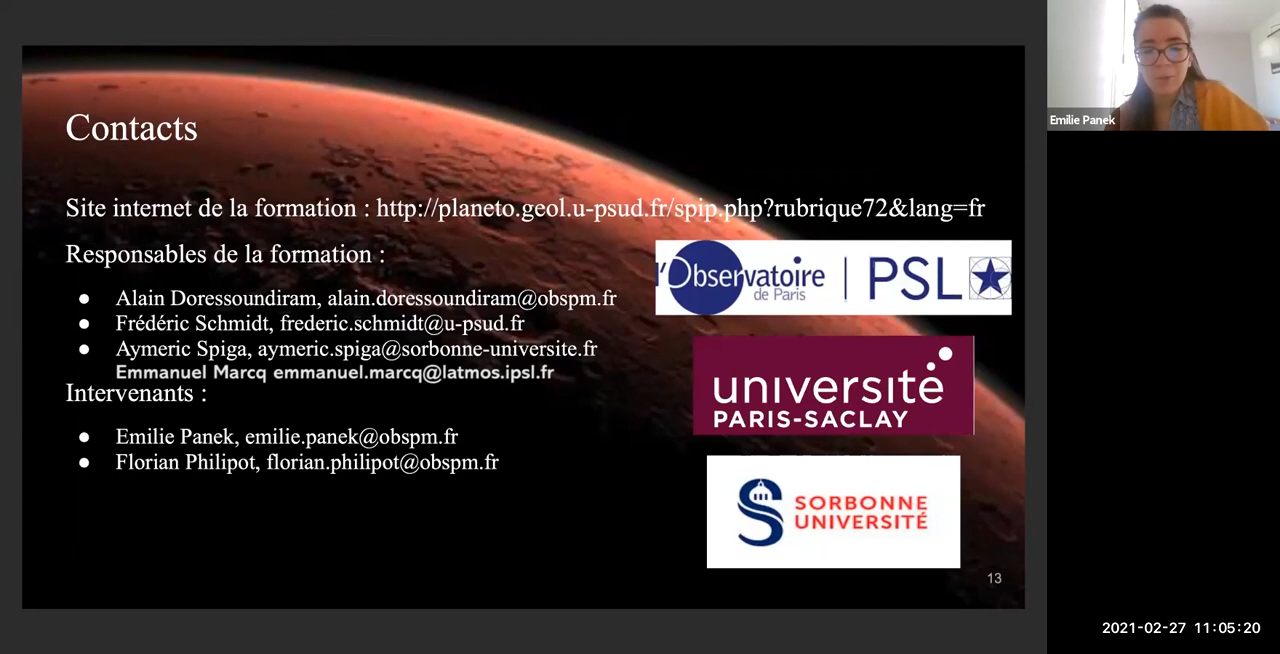 Contacts
Site internet de la formation : http://planeto.geol.u-psud.fr/spip.php?rubrique72&lang=fr
Responsables de la formation :
● Alain Doressoundiram, alain.doressoundiram@obspm.fr
● Frédéric Schmidt, frederic.schmidt@u-psud.fr
● Aymeric Spiga, aymeric.spiga@sorbonne-universite.fr
Emmanuel Marcq emmanuel.marcq@latmos.ipsl.fr
Intervenants :
● Emilie Panek, emilie.panek@obspm.fr
● Florian Philipot, florian.philipot@obspm.fr
l'Observatoire
de Paris
PSL
université
PARIS-SACLAY
SORBONNE
UNIVERSITÉ
13
Emilie Panek
2021-02-27 11:05:20